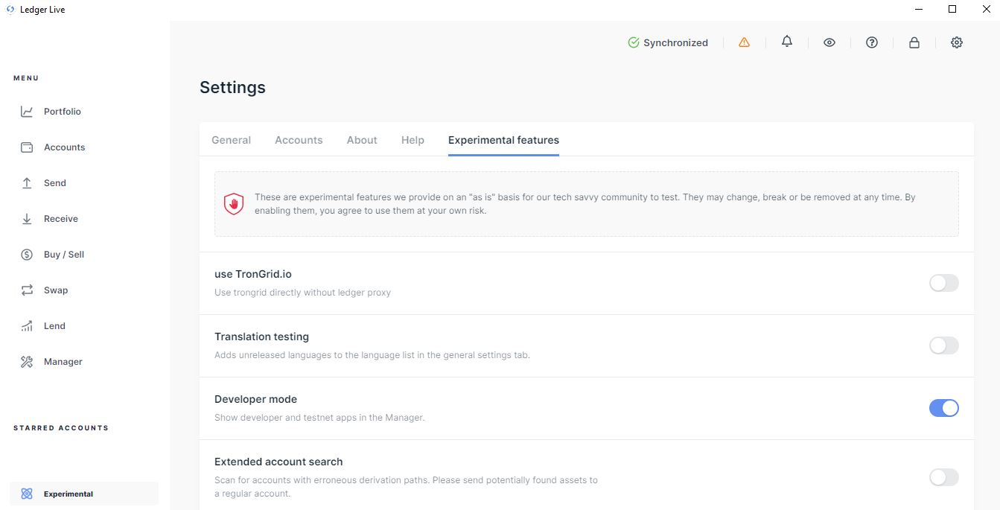 Ledger Live
Synchronized
MENU
Portfolio
Accounts
Send
Receive
Buy / Sell
Swap
Lend
Manager
STARRED ACCOUNTS
Experimental
Settings
General
Accounts
About
Help
Experimental features
These are experimental features we provide on an "as is" basis for our tech savvy community to test. They may change, break or be removed at any time. By
enabling them, you agree to use them at your own risk.
use TronGrid.io
Use trongrid directly without ledger proxy
Translation testing
Adds unreleased languages to the language list in the general settings tab.
Developer mode
Show developer and testnet apps in the Manager.
Extended account search
Scan for accounts with erroneous derivation paths. Please send potentially found assets to
a regular account.